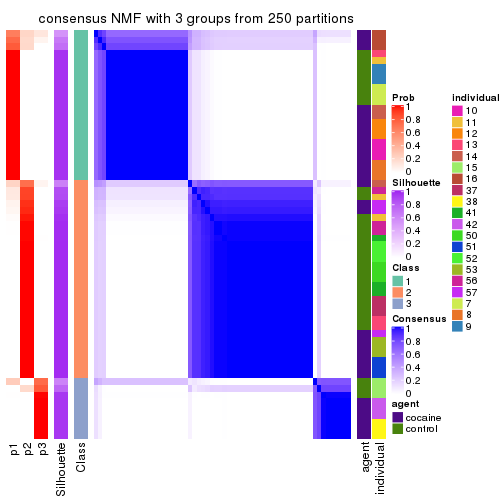 consensus NMF with 3 groups from 250 partitions
p1
p2
p3
Silhouette
Class
agent
individual
Prob
1
0.8
0.6
0.4
0.2
0
Silhouette
1
0.8
0.6
0.4
0.2
0
Class
1
2
3
Consensus
1
0.8
0.6
0.4
0.2
0
agent
cocaine
control
individual
10
11
12
13
14
15
16
37
38
41
42
50
51
52
53
56
57
7
8
9